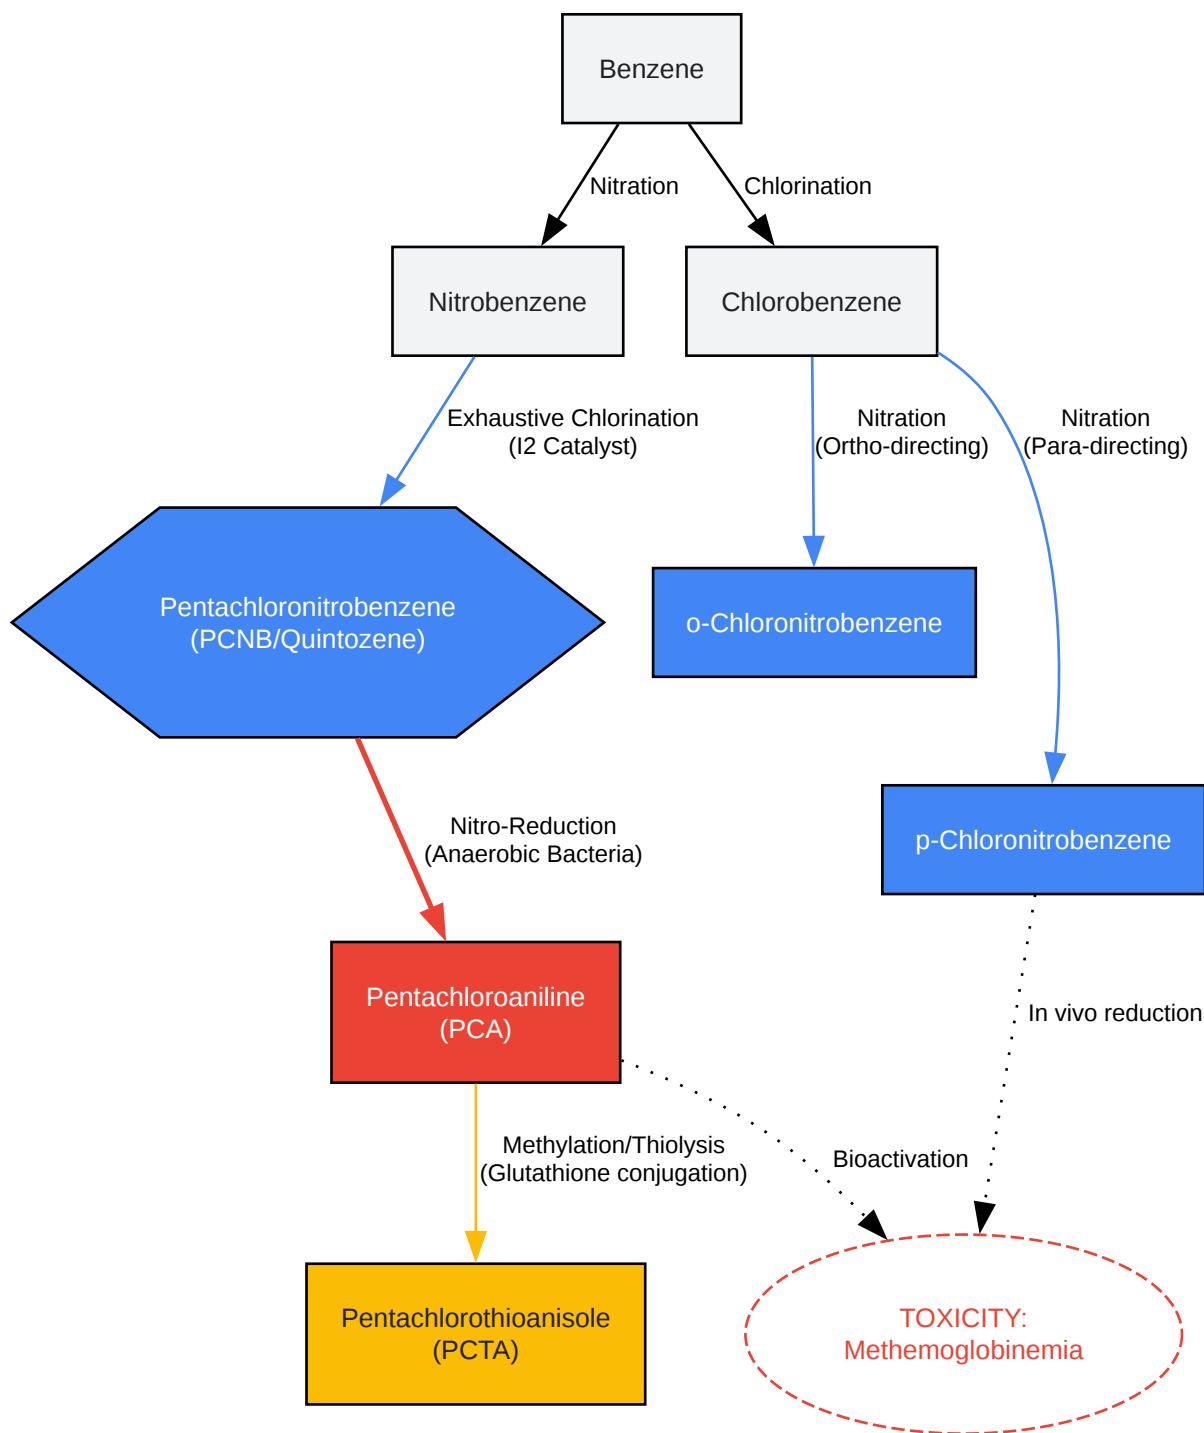 Benzene
Nitration
Chlorination
Nitrobenzene
Chlorobenzene
Exhaustive Chlorination
(I2 Catalyst)
Nitration
(Ortho-directing)
Nitration
(Para-directing)
Pentachloronitrobenzene
(PCNB/Quintozene)
o-Chloronitrobenzene
Nitro-Reduction
(Anaerobic Bacteria)
p-Chloronitrobenzene
Pentachloroaniline
(PCA)
In vivo reduction
Methylation/Thiolysis
(Glutathione conjugation)
Bioactivation
Pentachlorothioanisole
(PCTA)
TOXICITY:
Methemoglobinemia